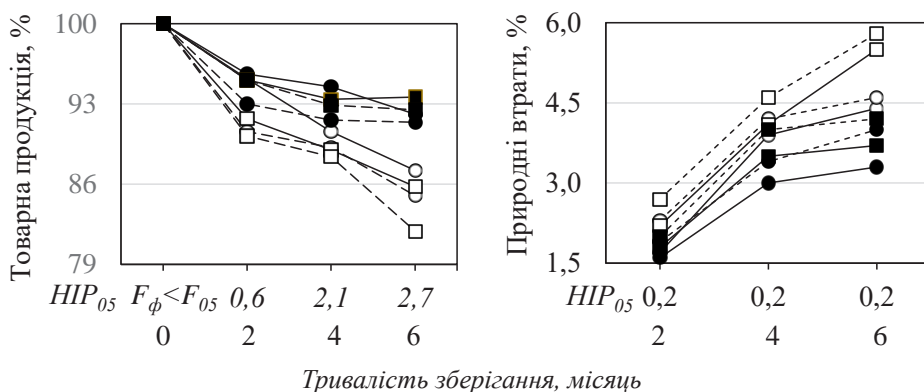 Товарна продукція, %
100
93
86
79
НІР05 Fф<F05 0,6 2,1 2,7
0 2 4 6
Природні втрати, %
6,0
4,5
3,0
1,5
НІР05 0,2 0,2 0,2
2 4 6
Тривалість зберігання, місяць